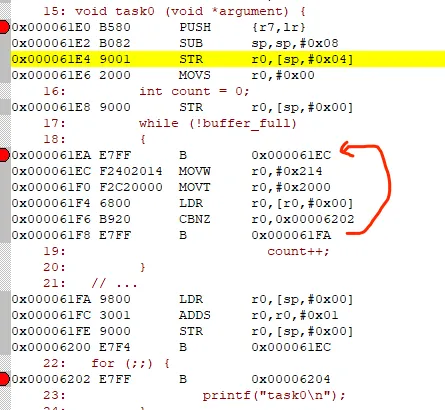 15: void task0 (void *argument) {
0x000061E0 B580 PUSH {r7,lr}
0x000061E2 B082 SUB sp,sp,#0x08
0x000061E4 9001 STR r0,[sp,#0x04]
0x000061E6 2000 MOVS r0,#0x00
16: int count = 0;
0x000061E8 9000 STR r0,[sp,#0x00]
17: while (!buffer_full)
18: {
0x000061EA E7FF B 0x000061EC
0x000061EC F2402014 MOVW r0,#0x214
0x000061F0 F2C20000 MOVT r0,#0x2000
0x000061F4 6800 LDR r0,[r0,#0x00]
0x000061F6 B920 CBNZ r0,0x00006202
0x000061F8 E7FF B 0x000061FA
19: count++;
20: }
21: // ...
0x000061FA 9800 LDR r0,[sp,#0x00]
0x000061FC 3001 ADDS r0,r0,#0x01
0x000061FE 9000 STR r0,[sp,#0x00]
0x00006200 E7F4 B 0x000061EC
22: for (;;) {
0x00006202 E7FF B 0x00006204
23: printf("task0\n");